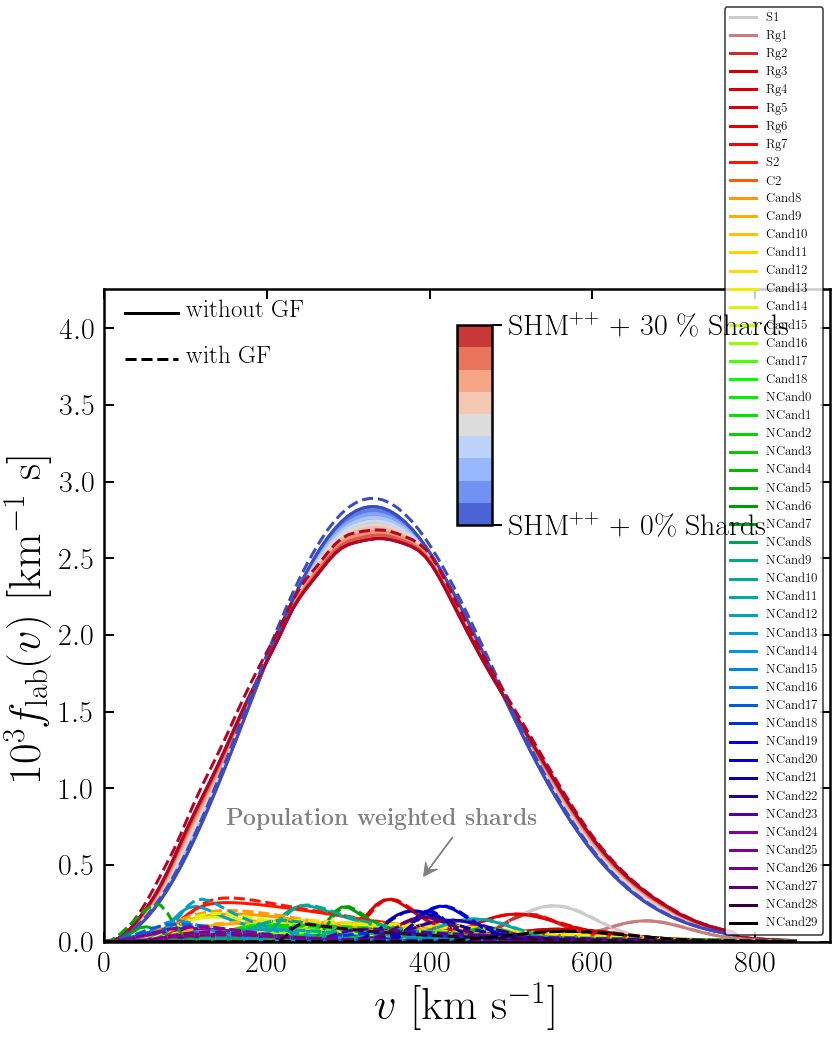 S1
Rg1
Rg2
Rg3
Rg4
Rg5
Rg6
Rg7
S2
C2
Cand8
Cand9
Cand10
Cand11
Cand12
Cand13
Cand14
Cand15
Cand16
Cand17
Cand18
NCand0
NCand1
NCand2
NCand3
NCand4
NCand5
NCand6
NCand7
NCand8
NCand9
NCand10
NCand11
NCand12
NCand13
NCand14
NCand15
NCand16
NCand17
NCand18
NCand19
NCand20
NCand21
NCand22
NCand23
NCand24
NCand25
NCand26
NCand27
NCand28
NCand29
without GF
with GF
SHM⁺⁺ + 30 % Shards
SHM⁺⁺ + 0% Shards
Population weighted shards
4.0
3.5
3.0
2.5
2.0
1.5
1.0
0.5
0.0
10³f_lab(v) [km⁻¹ s]
0 200 400 600 800
v [km s⁻¹]